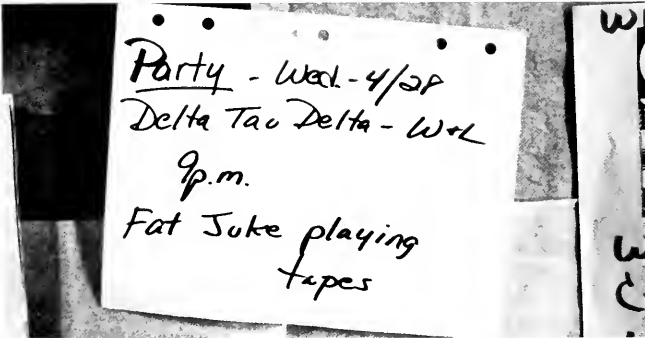 Party - Wed. - 4/28
Delta Tau Delta - W+L
9p.m.
Fat Juke playing
tapes